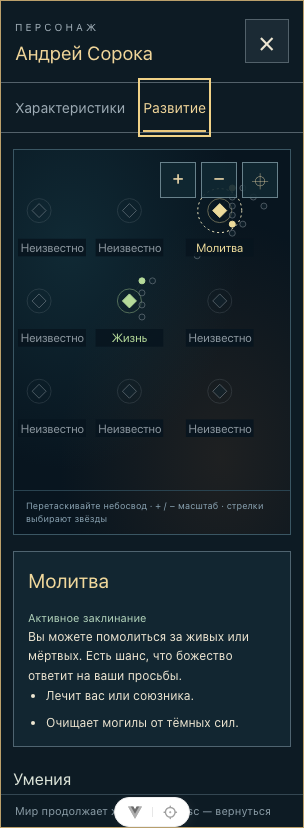 ПЕРСОНАЖ
Андрей Сорока
×
Характеристики
Развитие
+
−
Неизвестно
Неизвестно
Молитва
Неизвестно
Жизнь
Неизвестно
Неизвестно
Неизвестно
Неизвестно
Перетаскивайте небосвод · + / − масштаб · стрелки
выбирают звёзды
Молитва
Активное заклинание
Вы можете помолиться за живых или
мёртвых. Есть шанс, что божество
ответит на ваши просьбы.
• Лечит вас или союзника.
• Очищает могилы от тёмных сил.
Умения
Мир продолжает
— вернуться